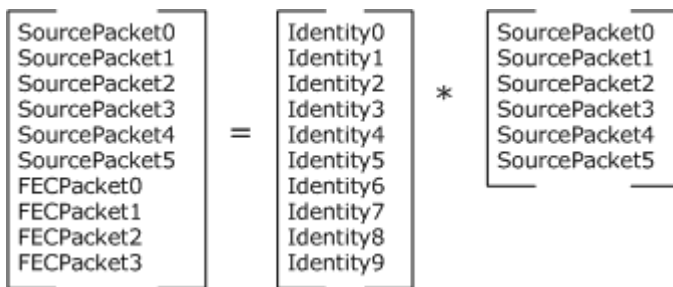 SourcePacket0
SourcePacket1
SourcePacket2
SourcePacket3
SourcePacket4
SourcePacket5
FECPacket0
FECPacket1
FECPacket2
FECPacket3
=
Identity0
Identity1
Identity2
Identity3
Identity4
Identity5
Identity6
Identity7
Identity8
Identity9
*
SourcePacket0
SourcePacket1
SourcePacket2
SourcePacket3
SourcePacket4
SourcePacket5